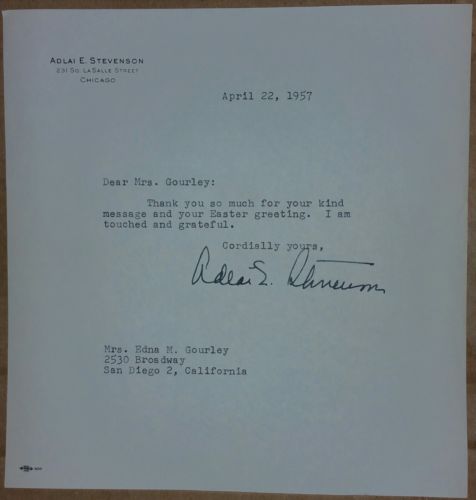 ADLAI E. STEVENSON
231 SO. LASALLE STREET
CHICAGO
April 22, 1957
Dear Mrs. Gourley:
Thank you so much for your kind
message and your Easter greeting. I am
touched and grateful.
Cordially yours,
Adlai E. Stevenson
Mrs. Edna M. Gourley
2530 Broadway
San Diego 2, California